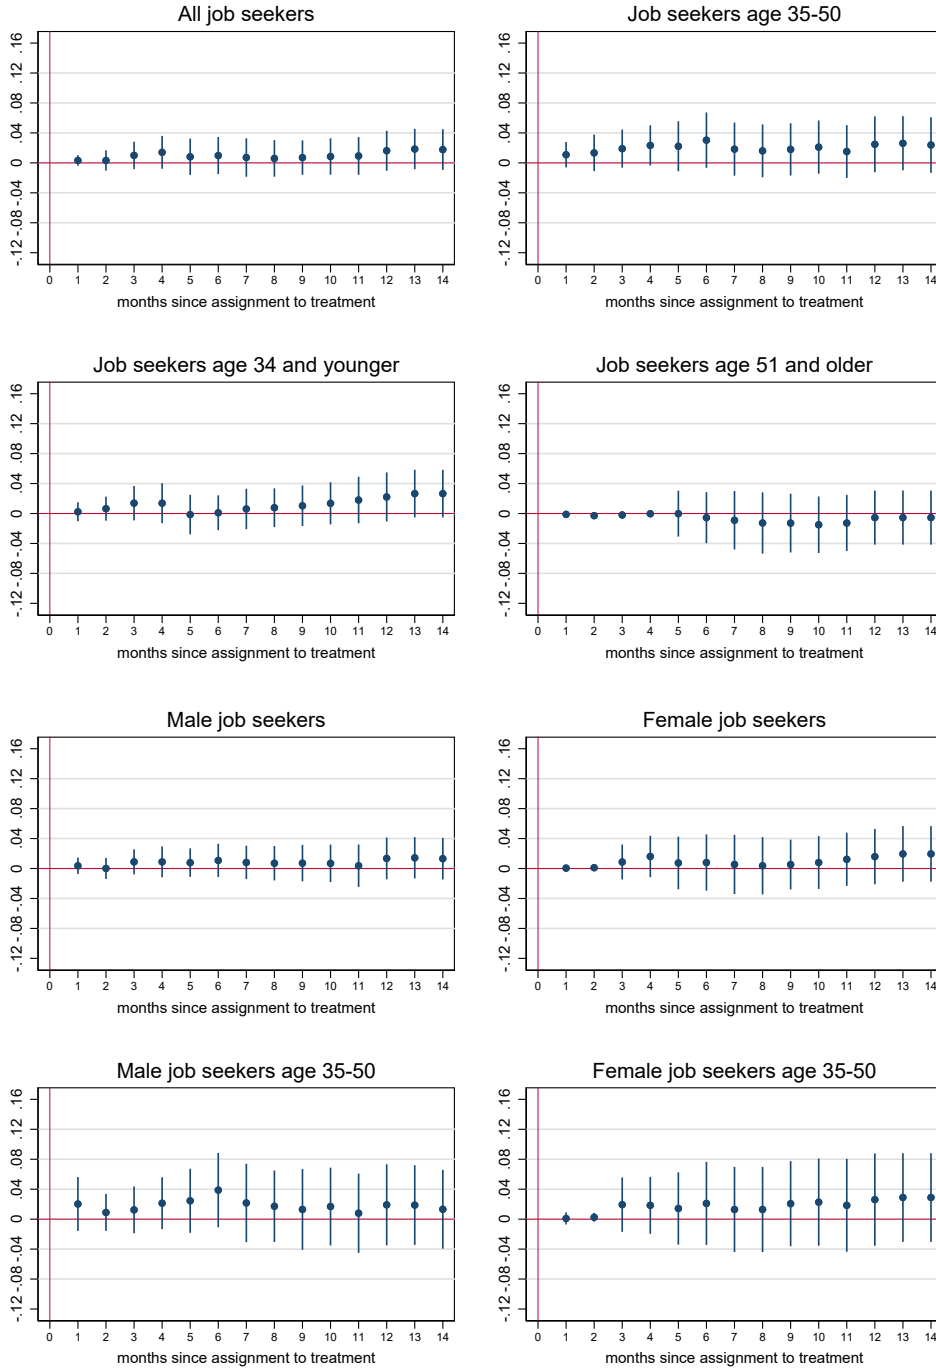 All job seekers
.16
.12
.08
.04
0
-.04
-.08
-.12
0 1 2 3 4 5 6 7 8 9 10 11 12 13 14
months since assignment to treatment
Job seekers age 35-50
.16
.12
.08
.04
0
-.04
-.08
-.12
0 1 2 3 4 5 6 7 8 9 10 11 12 13 14
months since assignment to treatment
Job seekers age 34 and younger
.16
.12
.08
.04
0
-.04
-.08
-.12
0 1 2 3 4 5 6 7 8 9 10 11 12 13 14
months since assignment to treatment
Job seekers age 51 and older
.16
.12
.08
.04
0
-.04
-.08
-.12
0 1 2 3 4 5 6 7 8 9 10 11 12 13 14
months since assignment to treatment
Male job seekers
.16
.12
.08
.04
0
-.04
-.08
-.12
0 1 2 3 4 5 6 7 8 9 10 11 12 13 14
months since assignment to treatment
Female job seekers
.16
.12
.08
.04
0
-.04
-.08
-.12
0 1 2 3 4 5 6 7 8 9 10 11 12 13 14
months since assignment to treatment
Male job seekers age 35-50
.16
.12
.08
.04
0
-.04
-.08
-.12
0 1 2 3 4 5 6 7 8 9 10 11 12 13 14
months since assignment to treatment
Female job seekers age 35-50
.16
.12
.08
.04
0
-.04
-.08
-.12
0 1 2 3 4 5 6 7 8 9 10 11 12 13 14
months since assignment to treatment